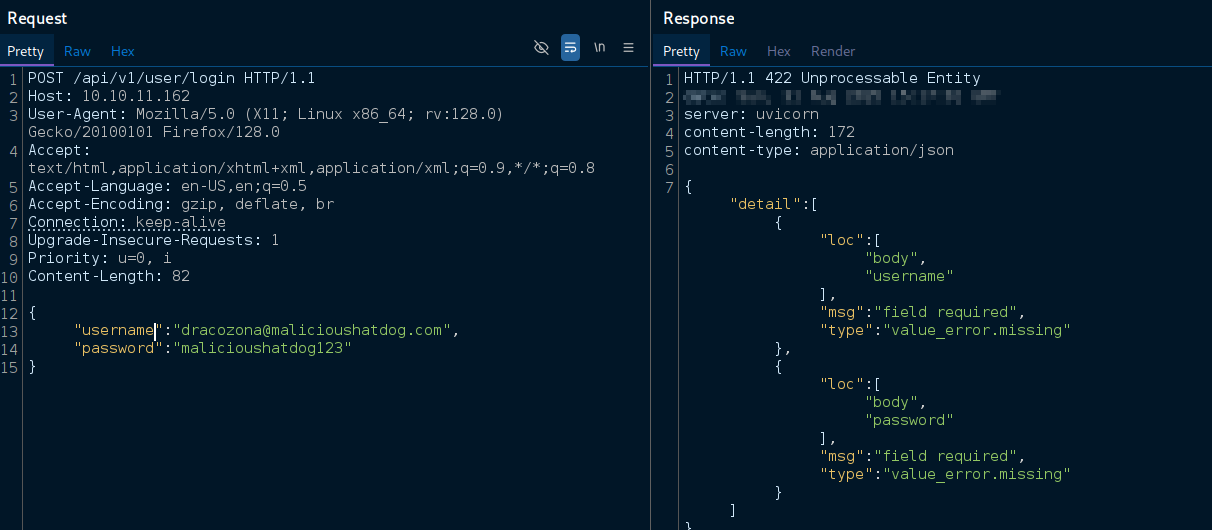 Request
Pretty Raw Hex
\n
1 POST /api/v1/user/login HTTP/1.1
2 Host: 10.10.11.162
3 User-Agent: Mozilla/5.0 (X11; Linux x86_64; rv:128.0)
Gecko/20100101 Firefox/128.0
4 Accept:
text/html,application/xhtml+xml,application/xml;q=0.9,*/*;q=0.8
5 Accept-Language: en-US,en;q=0.5
6 Accept-Encoding: gzip, deflate, br
7 Connection: keep-alive
8 Upgrade-Insecure-Requests: 1
9 Priority: u=0, i
10 Content-Length: 82
11
12 {
13 "username":"dracozona@malicioushatdog.com",
14 "password":"malicioushatdog123"
15 }
Response
Pretty Raw Hex Render
1 HTTP/1.1 422 Unprocessable Entity
2
3 server: uvicorn
4 content-length: 172
5 content-type: application/json
6
7 {
"detail":[
{
"loc":[
"body",
"username"
],
"msg":"field required",
"type":"value_error.missing"
},
{
"loc":[
"body",
"password"
],
"msg":"field required",
"type":"value_error.missing"
}
]
}